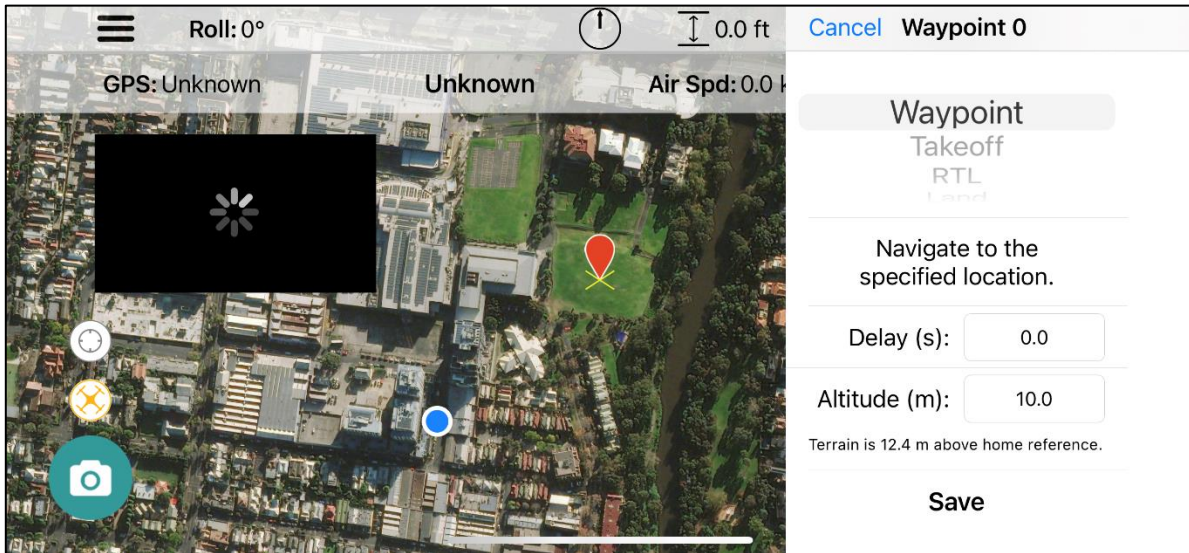 Roll: 0°
0.0 ft
GPS: Unknown
Unknown
Air Spd: 0.0 k
Cancel
Waypoint 0
Waypoint
Takeoff
RTL
Land
Navigate to the
specified location.
Delay (s):
0.0
Altitude (m):
10.0
Terrain is 12.4 m above home reference.
Save